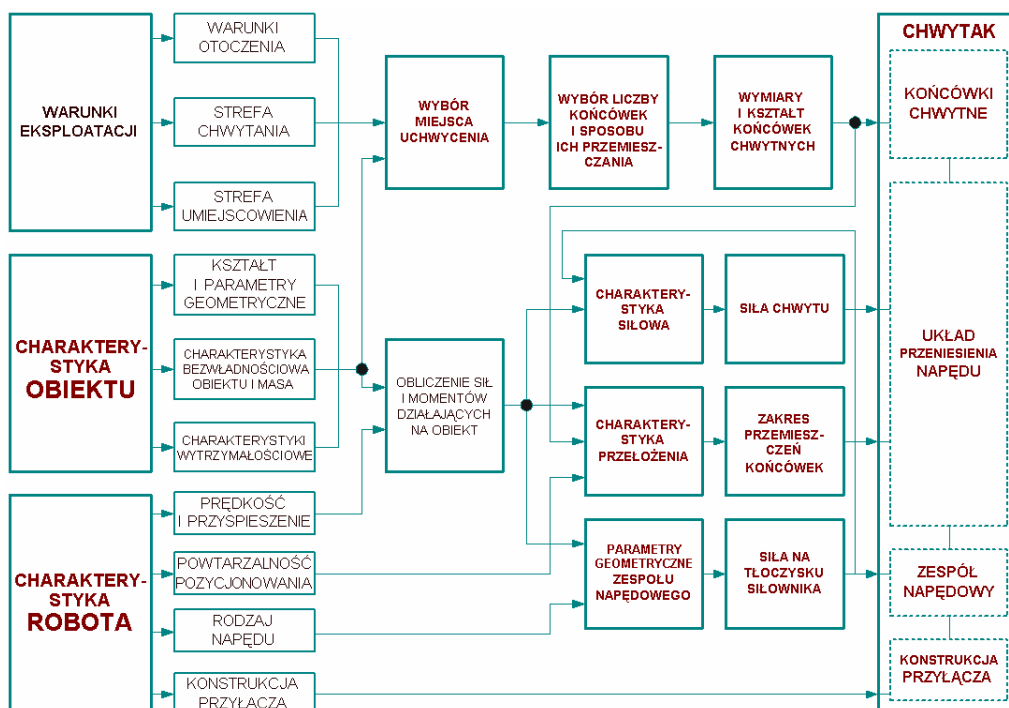 WARUNKI
EKSPLOATACJI
WARUNKI
OTOCZENIA
STREFA
CHWYTANIA
STREFA
UMIEJSCOWIENIA
WYBÓR
MIEJSCA
UCHWYCENIA
WYBÓR LICZBY
KOŃCÓWEK
I SPOSOBU
ICH PRZEMIESZ-
CZANIA
WYMIARY
I KSZTAŁT
KOŃCÓWEK
CHWYTNYCH
CHWYTAK
KOŃCÓWKI
CHWYTNE
CHARAKTERY-
STYKA
OBIEKTU
KSZTAŁT
I PARAMETRY
GEOMETRYCZNE
CHARAKTERYSTYKA
BEZWŁADNOŚCIOWA
OBIEKTU I MASA
CHARAKTERYSTYKI
WYTRZYMAŁOŚCIOWE
OBLICZENIE SIŁ
I MOMENTÓW
DZIAŁAJĄCYCH
NA OBIEKT
CHARAKTERY-
STYKA
SIŁOWA
SIŁA CHWYTU
UKŁAD
PRZENIESIENIA
NAPĘDU
CHARAKTERY-
STYKA
PRZEŁOŻENIA
ZAKRES
PRZEMIESZ-
CZEŃ
KOŃCÓWEK
CHARAKTERY-
STYKA
ROBOTA
PRĘDKOŚĆ
I PRZYSPIESZENIE
POWTARZALNOŚĆ
POZYCJONOWANIA
RODZAJ
NAPĘDU
KONSTRUKCJA
PRZYŁĄCZA
PARAMETRY
GEOMETRYCZNE
ZESPOŁU
NAPĘDOWEGO
SIŁA NA
TŁOCZYSKU
SIŁOWNIKA
ZESPÓŁ
NAPĘDOWY
KONSTRUKCJA
PRZYŁĄCZA